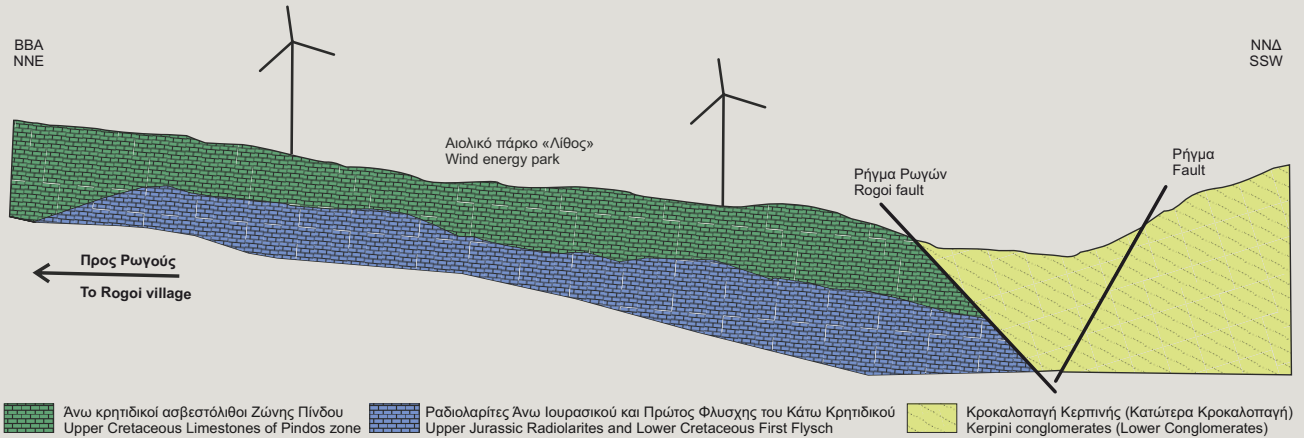 ΒΒΑ
NNE
ΝΝΔ
SSW
Αιολικό πάρκο «Λίθος»
Wind energy park
Ρήγμα Ρωγών
Rogoi fault
Ρήγμα
Fault
Προς Ρωγούς
To Rogoi village
Άνω κρητιδικοί ασβεστόλιθοι Ζώνης Πίνδου
Upper Cretaceous Limestones of Pindos zone
Ραδιολαρίτες Άνω Ιουρασικού και Πρώτος Φλυσχης του Κάτω Κρητιδικού
Upper Jurassic Radiolarites and Lower Cretaceous First Flysch
Κροκαλοπαγή Κερπινής (Κατώτερα Κροκαλοπαγή)
Kerpini conglomerates (Lower Conglomerates)